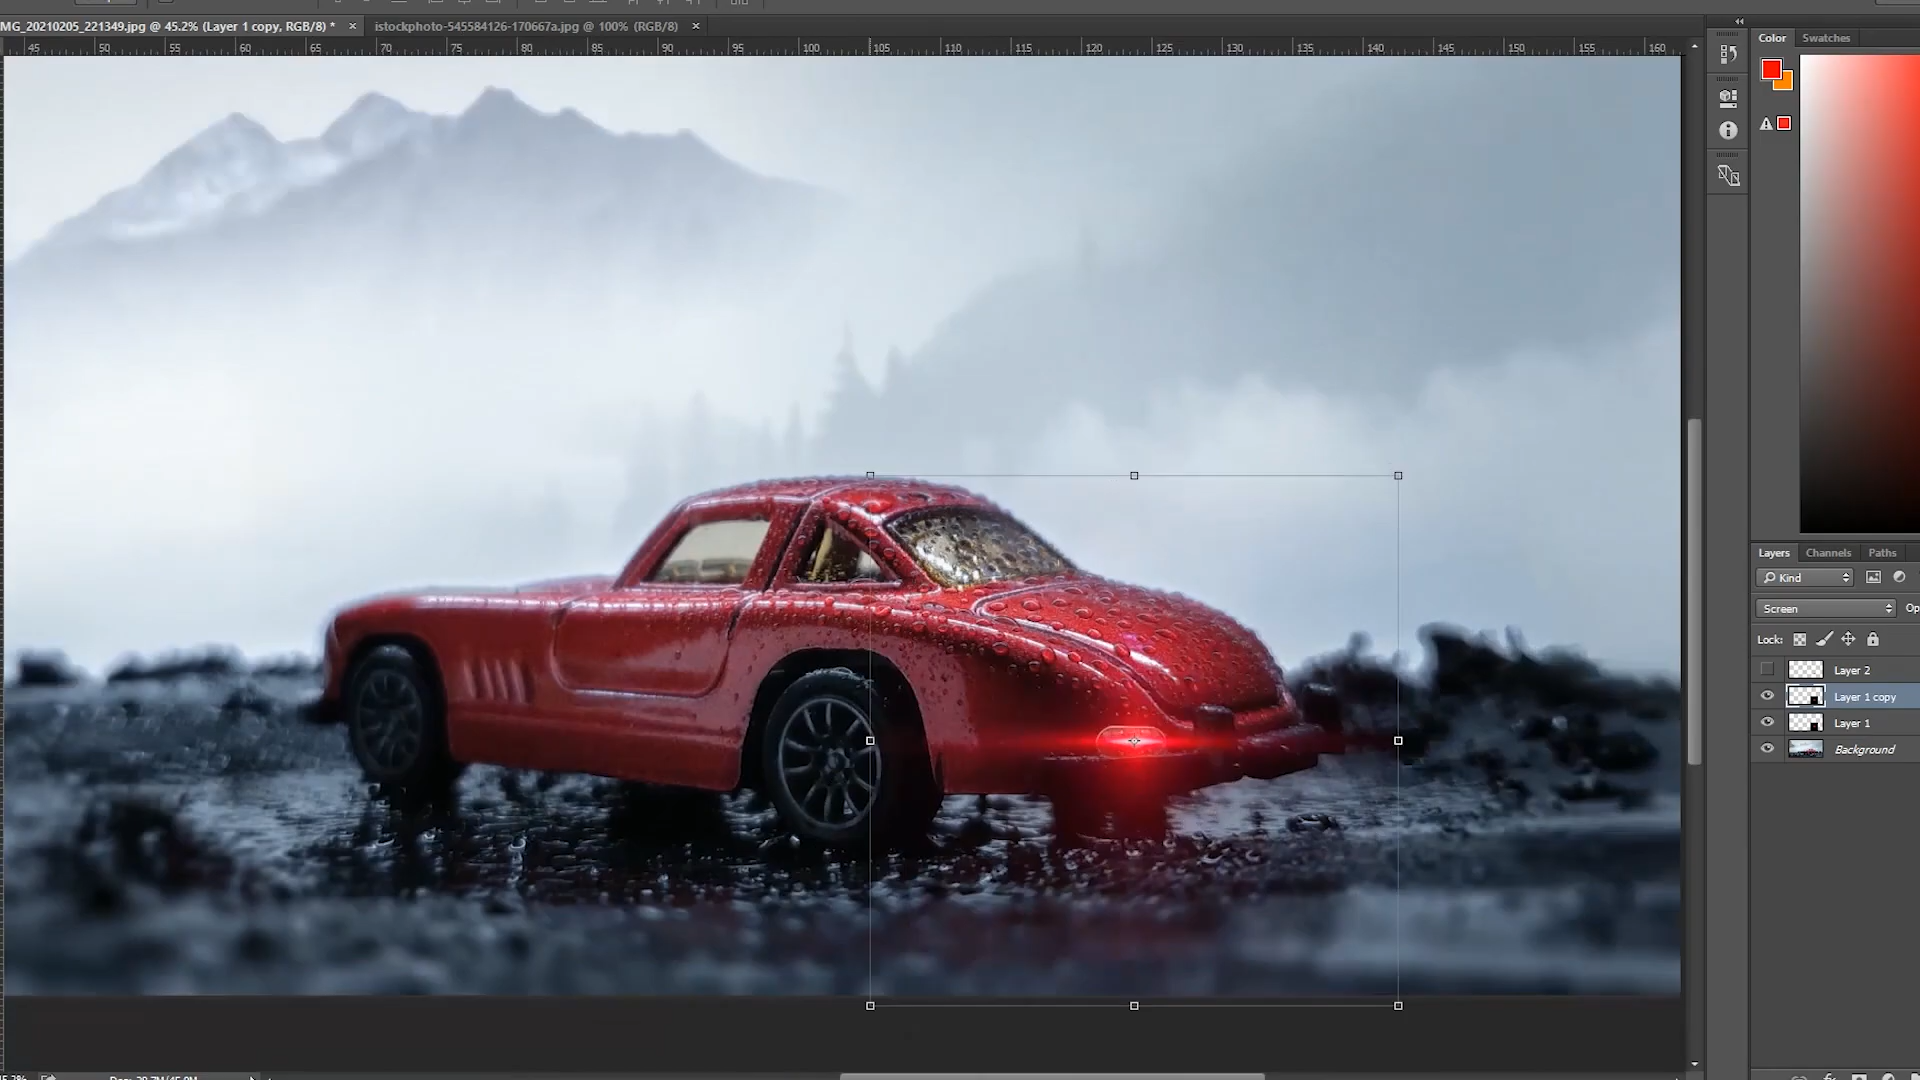 MG_20210205_221349.jpg @ 45.2% (Layer 1 copy, RGB/8) *
istockphoto-545584126-170667a.jpg @ 100% (RGB/8)
45 50 55 60 65 70 75 80 85 90 95 100 105 110 115 120 125 130 135 140 145 150 155 160
Color Swatches
Layers Channels Paths
Kind
Screen
Lock:
Layer 2
Layer 1 copy
Layer 1
Background